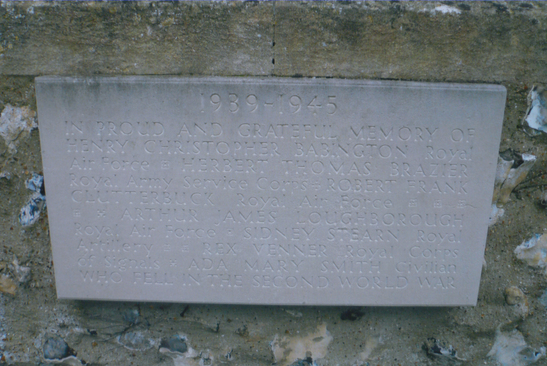 1939-1945
IN PROUD AND GRATEFUL MEMORY OF
HENRY CHRISTOPHER BABINGTON Royal
Air Force HERBERT THOMAS BRAZIER
Royal Army Service Corps ROBERT FRANK
CLUTTERBUCK Royal Air Force
ARTHUR JAMES LOUGHBOROUGH
Royal Air Force SIDNEY STEARN Royal
Artillery REX VENNER Royal Corps
of Signals ADA MARY SMITH Civilian
WHO FELL IN THE SECOND WORLD WAR